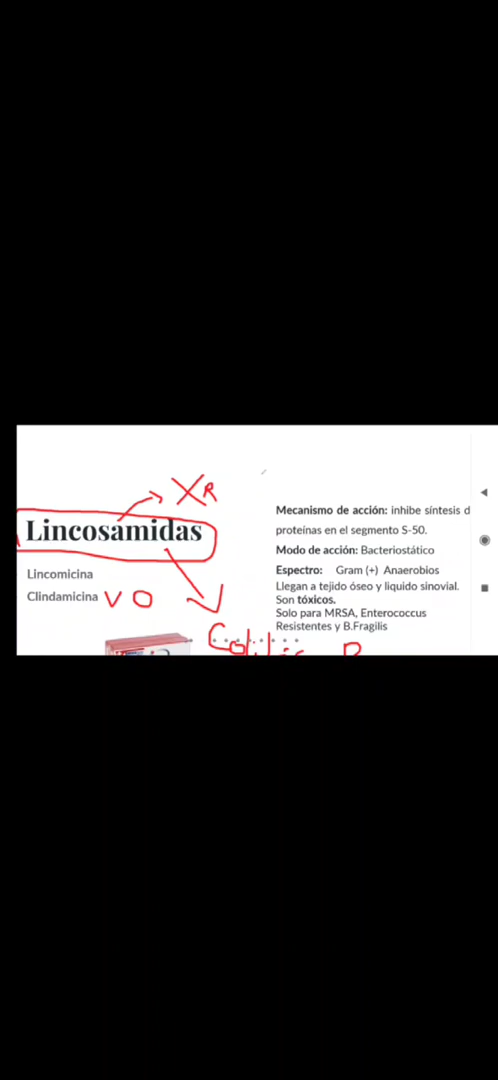 XR
Lincosamidas
Lincomicina
Clindamicina VO
Mecanismo de acción: inhibe síntesis d
proteínas en el segmento S-50.
Modo de acción: Bacteriostático
Espectro: Gram (+) Anaerobios
Llegan a tejido óseo y liquido sinovial.
Son tóxicos.
Solo para MRSA, Enterococcus
Resistentes y B.Fragilis